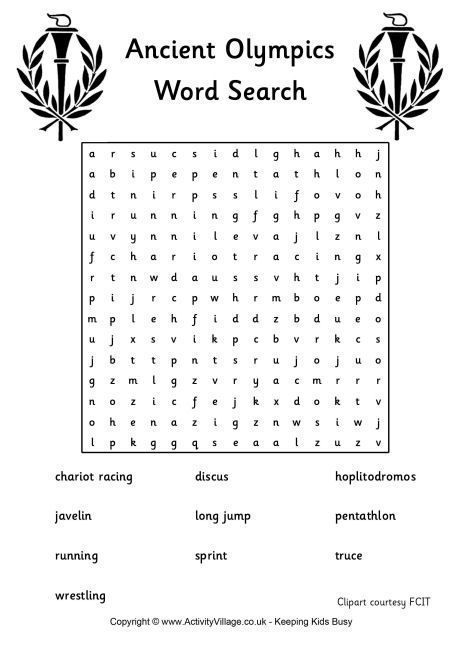 Ancient Olympics
Word Search
a r s u c s i d l g h a h h j
a b i p e p e n t a t h l o n
d t n i r p s s l i f o v o h
i r u n n i n g f g h p g v z
u v y n n i l e v a j l z n l
f c h a r i o t r a c i n g x
r t n w d a u s s v h t j i p
p i j r c p w h r m b o e p d
m p l e h f i d d z b d u e o
u j x s v i k p c b v r k c s
j b t t p n t s r u j o j u o
g z m l g z v r y a c m r r r
n o z i c f e j k x d o k t v
o h e n a z i g z n w s i w j
l p k g g q s e a a l z u z v
chariot racing discus hoplitodromos
javelin long jump pentathlon
running sprint truce
wrestling
Clipart courtesy FCIT
Copyright © www.ActivityVillage.co.uk - Keeping Kids Busy